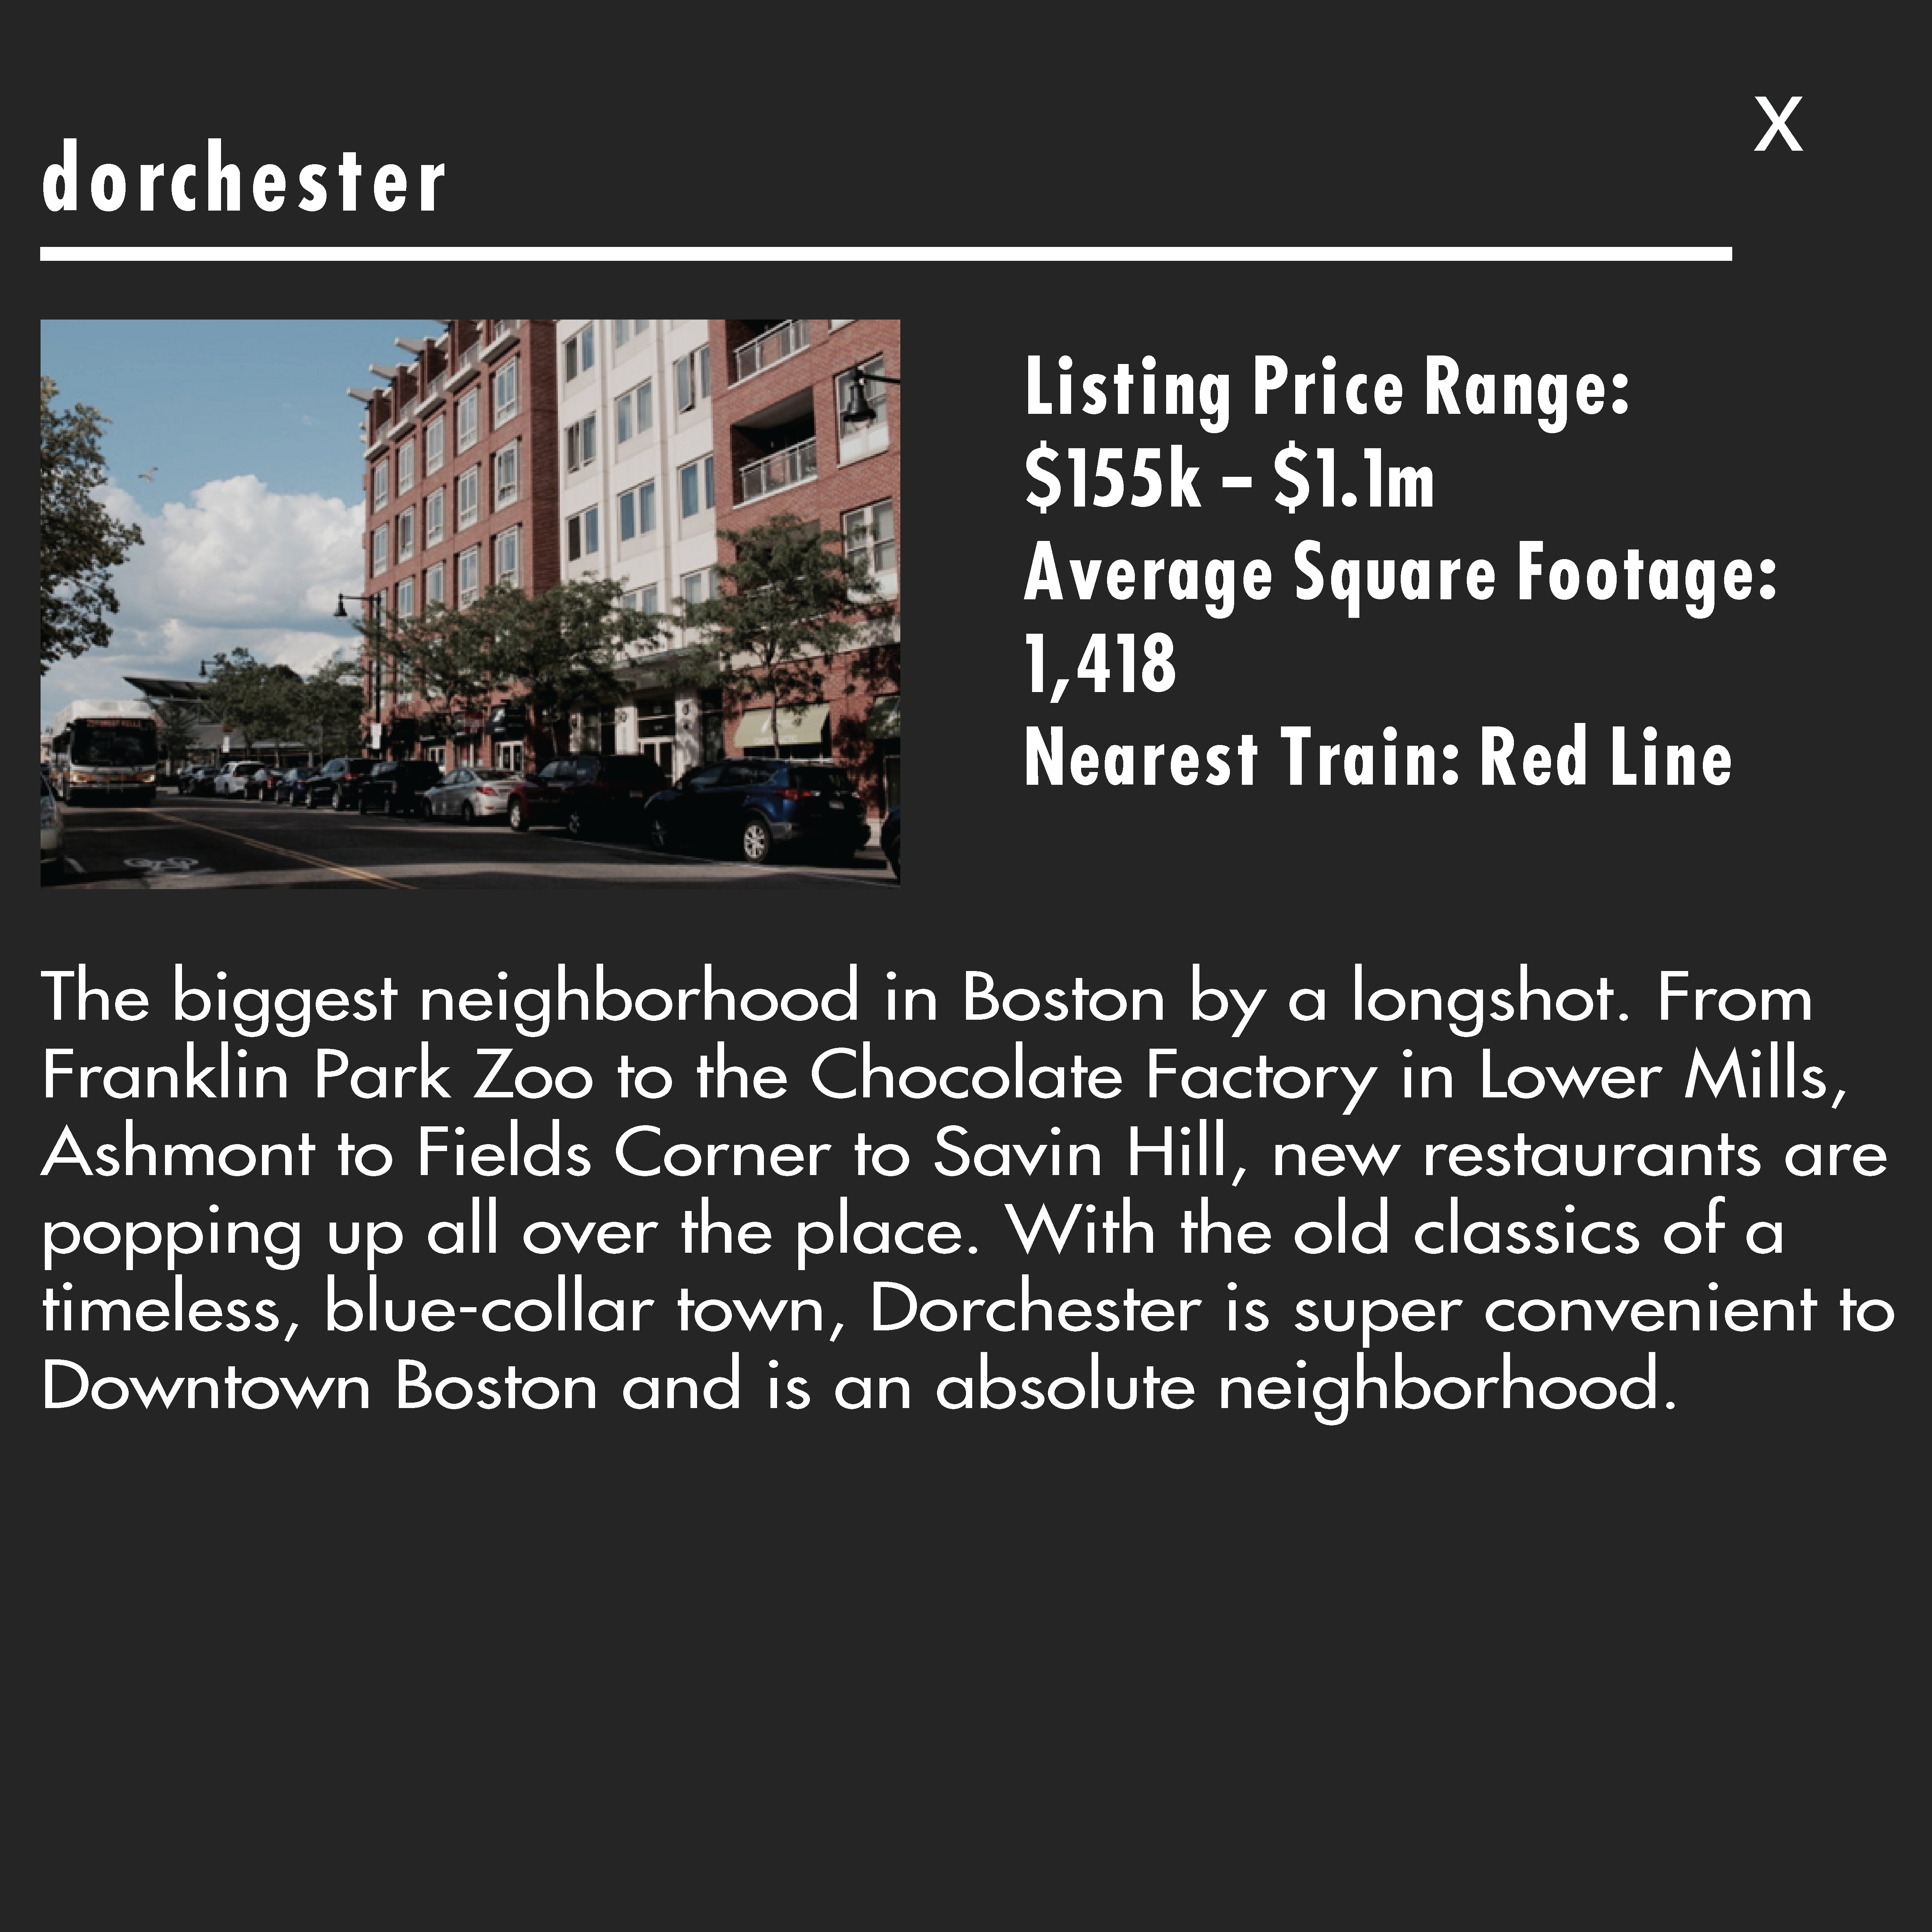 x
dorchester
Listing Price Range:
$155k – $1.1m
Average Square Footage:
1,418
Nearest Train: Red Line
The biggest neighborhood in Boston by a longshot. From
Franklin Park Zoo to the Chocolate Factory in Lower Mills,
Ashmont to Fields Corner to Savin Hill, new restaurants are
popping up all over the place. With the old classics of a
timeless, blue-collar town, Dorchester is super convenient to
Downtown Boston and is an absolute neighborhood.